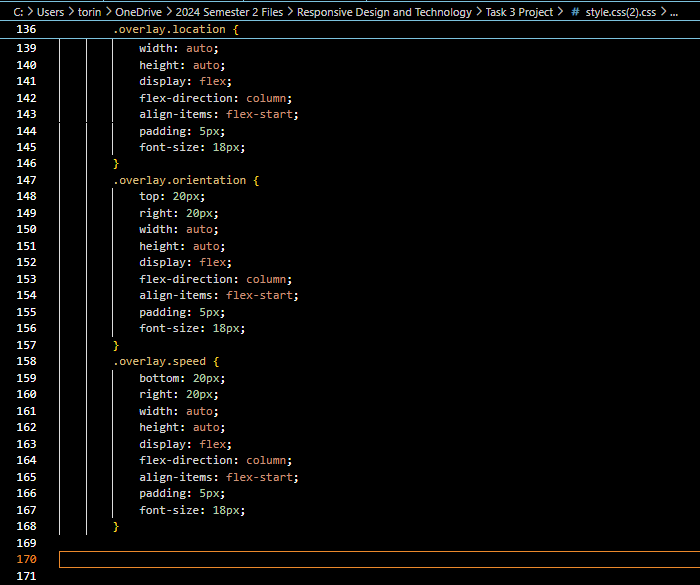 C: > Users > torin > OneDrive > 2024 Semester 2 Files > Responsive Design and Technology > Task 3 Project > # style.css(2).css > ...
136 .overlay.location {
139 width: auto;
140 height: auto;
141 display: flex;
142 flex-direction: column;
143 align-items: flex-start;
144 padding: 5px;
145 font-size: 18px;
146 }
147 .overlay.orientation {
148 top: 20px;
149 right: 20px;
150 width: auto;
151 height: auto;
152 display: flex;
153 flex-direction: column;
154 align-items: flex-start;
155 padding: 5px;
156 font-size: 18px;
157 }
158 .overlay.speed {
159 bottom: 20px;
160 right: 20px;
161 width: auto;
162 height: auto;
163 display: flex;
164 flex-direction: column;
165 align-items: flex-start;
166 padding: 5px;
167 font-size: 18px;
168 }
169
170
171